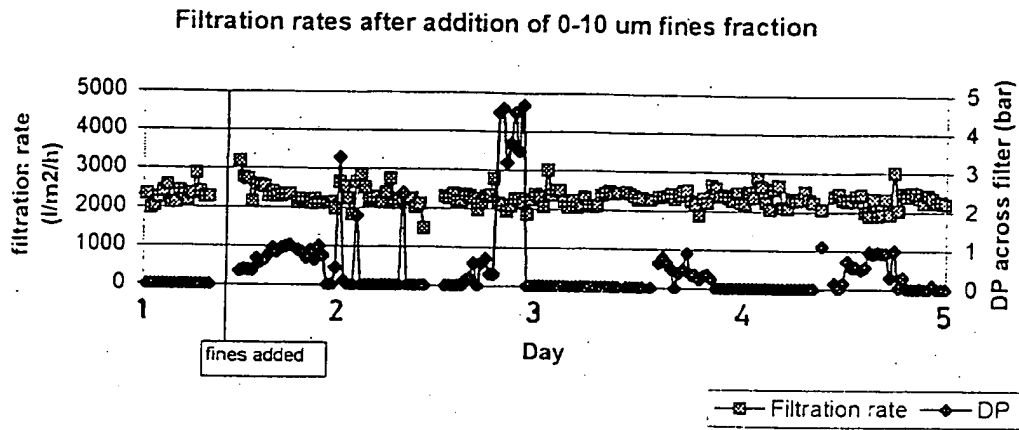 Filtration rates after addition of 0-10 um fines fraction
filtration rate
(l/m2/h)
5000
4000
3000
2000
1000
0
5
4
3
2
1
0
DP across filter (bar)
1
2
3
4
5
Day
fines added
Filtration rate
DP